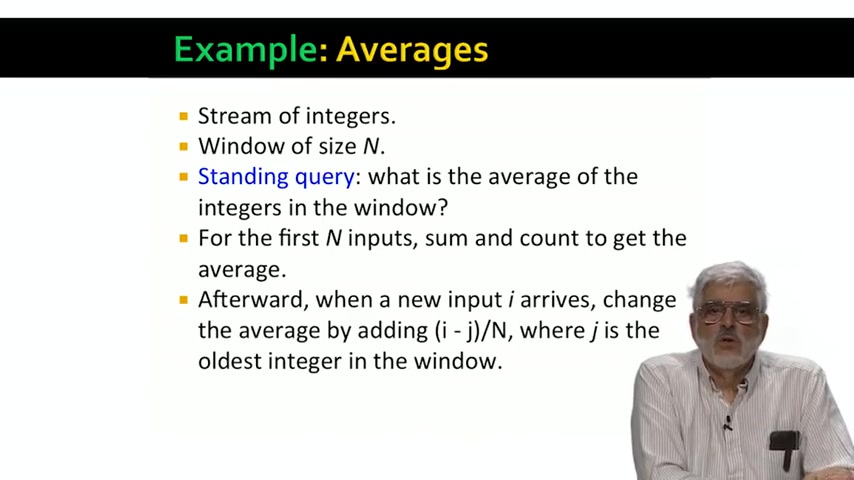 Example: Averages
Stream of integers.
Window of size N.
Standing query: what is the average of the
integers in the window?
For the first N inputs, sum and count to get the
average.
Afterward, when a new input i arrives, change
the average by adding (i - j)/N, where j is the
oldest integer in the window.